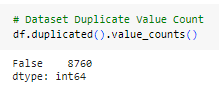 # Dataset Duplicate Value Count
df.duplicated().value_counts()
False    8760
dtype: int64